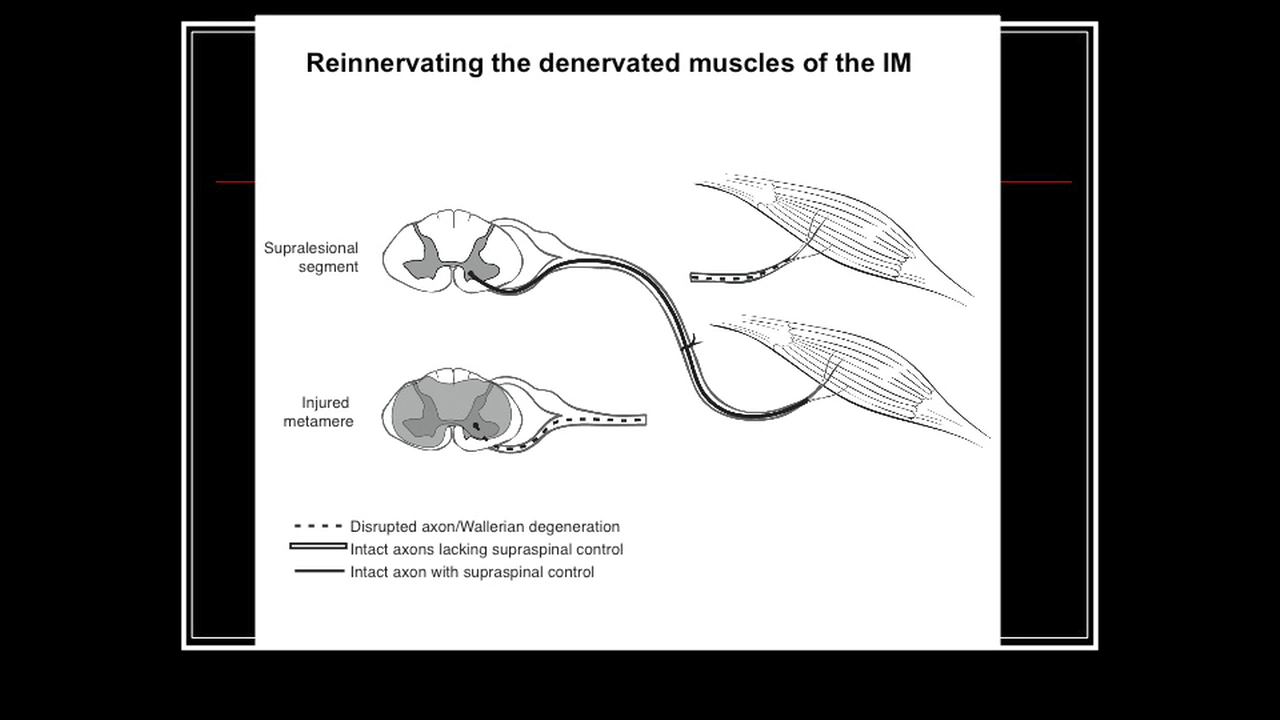 Reinnervating the denervated muscles of the IM
Supralesional
segment
Injured
metamere
Disrupted axon/Wallerian degeneration
Intact axons lacking supraspinal control
Intact axon with supraspinal control